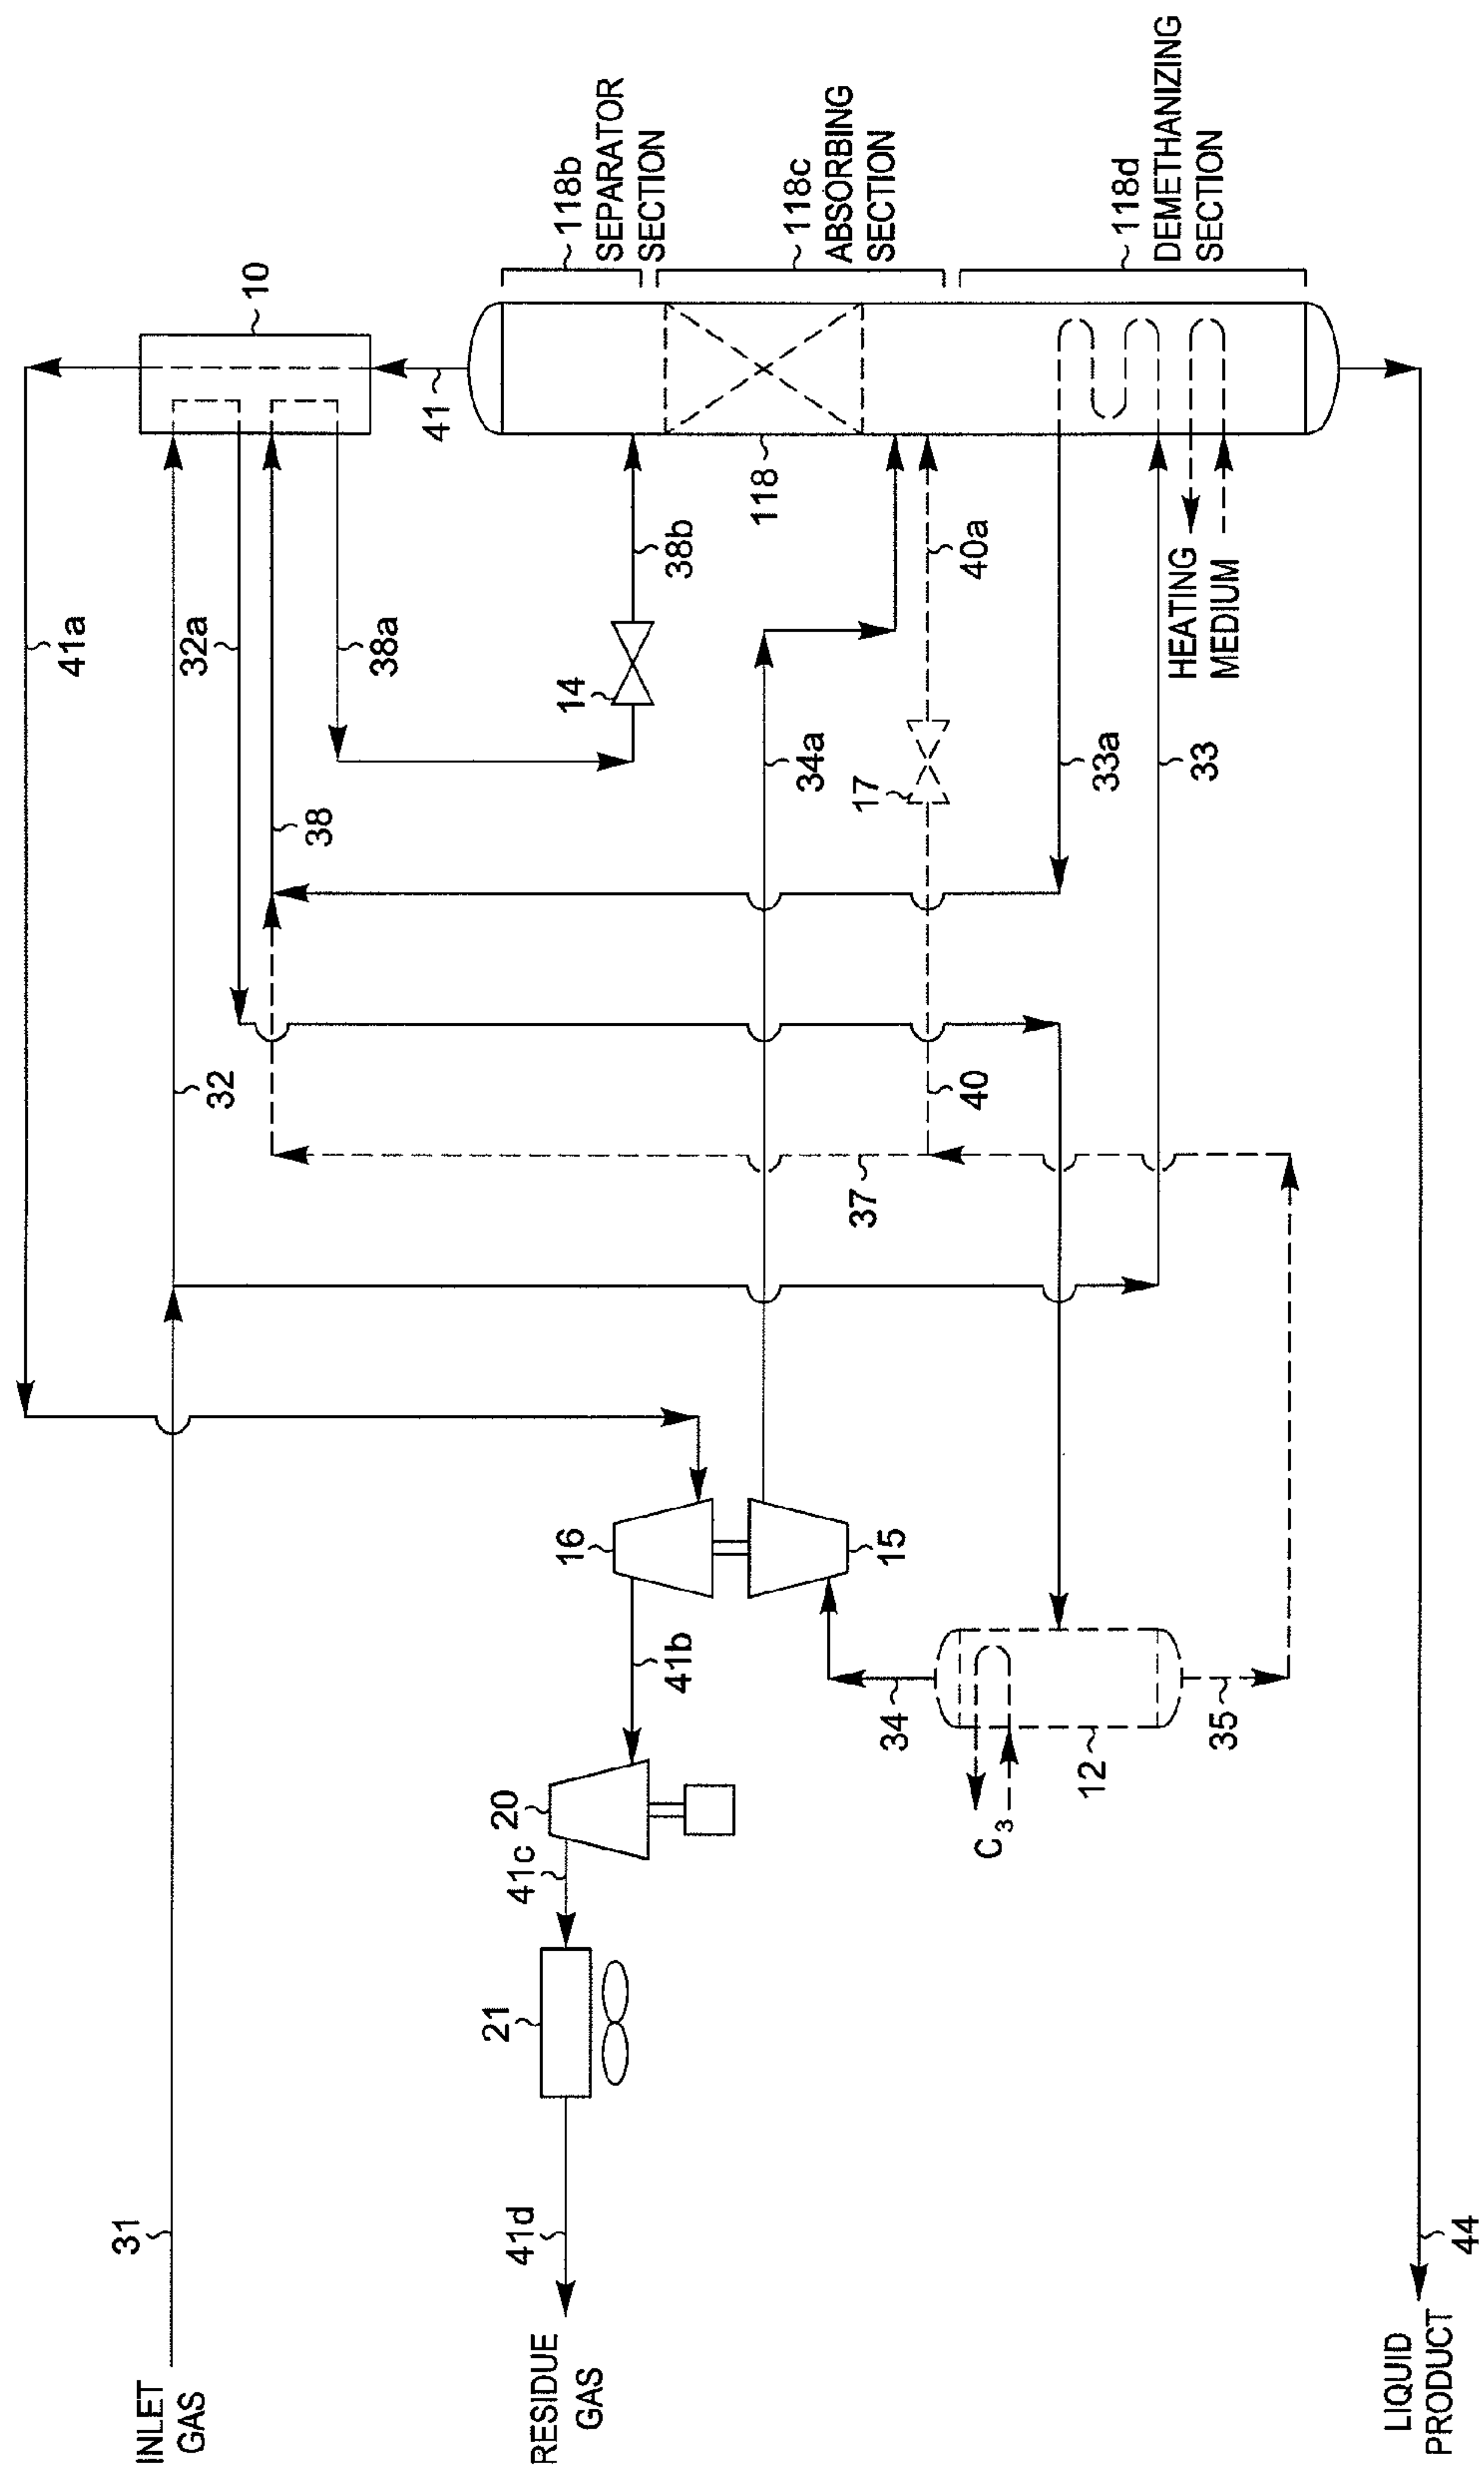 10
41a
41
118b
SEPARATOR
SECTION
32a
38a
38b
14
118
118c
ABSORBING
SECTION
38
34a
17
40a
118d
DEMETHANIZING
SECTION
HEATING
MEDIUM
32
33a
33
40
37
16
15
41b
34
12
35
C3
20
41c
21
31
41d
44
INLET
GAS
RESIDUE
GAS
LIQUID
PRODUCT